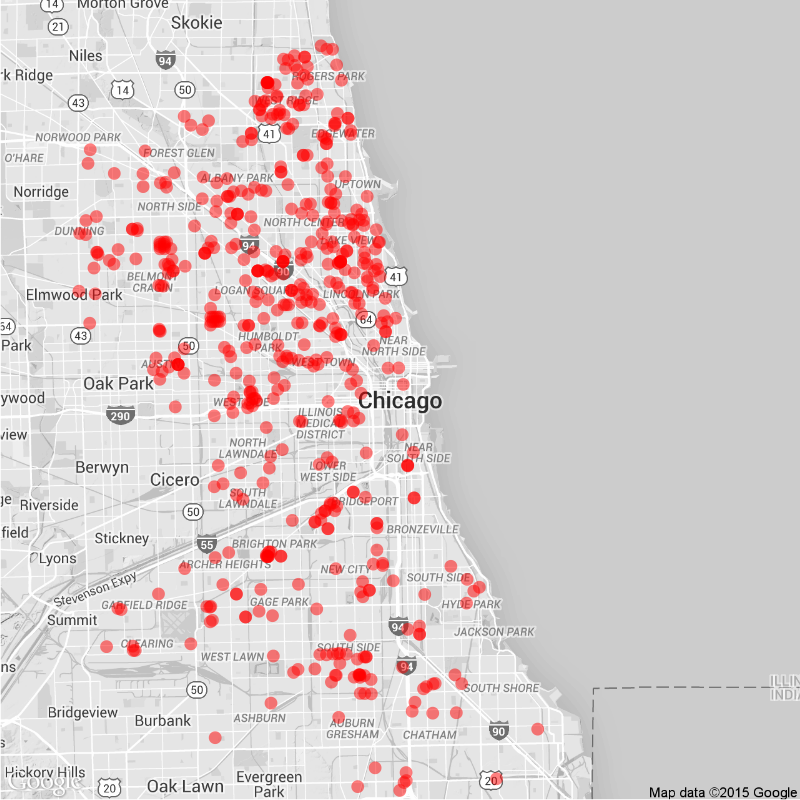 14
Morton Grove
21
Skokie
Niles
94
rk Ridge
14
50
ROGERS PARK
43
WEST RIDGE
NORWOOD PARK
41
EDGEWATER
O'HARE
FOREST GLEN
Norridge
ALBANY PARK
UPTOWN
NORTH SIDE
DUNNING
NORTH CENTER
94
LAKE VIEW
90
41
BELMONT
CRAGIN
Elmwood Park
LOGAN SQUARE
LINCOLN PARK
64
64
43
HUMBOLDT
PARK
Park
50
NEAR
NORTH SIDE
AUSTIN
WEST TOWN
Oak Park
ywood
290
WEST SIDE
Chicago
ILLINOIS
MEDICAL
DISTRICT
view
NORTH
LAWNDALE
NEAR
SOUTH SIDE
Berwyn
LOWER
WEST SIDE
Cicero
SOUTH
LAWNDALE
ge
Riverside
50
BRIDGEPORT
field
Stickney
BRONZEVILLE
55
BRIGHTON PARK
Lyons
ARCHER HEIGHTS
NEW CITY
SOUTH SIDE
Stevenson Expy
GARFIELD RIDGE
GAGE PARK
HYDE PARK
Summit
94
JACKSON PARK
CLEARING
SOUTH SIDE
WEST LAWN
94
ns
50
SOUTH SHORE
ILLIN
INDIA
Bridgeview
Burbank
ASHBURN
AUBURN
GRESHAM
CHATHAM
90
Hickory Hills
Google
20
Evergreen
Park
20
Oak Lawn
Map data ©2015 Google